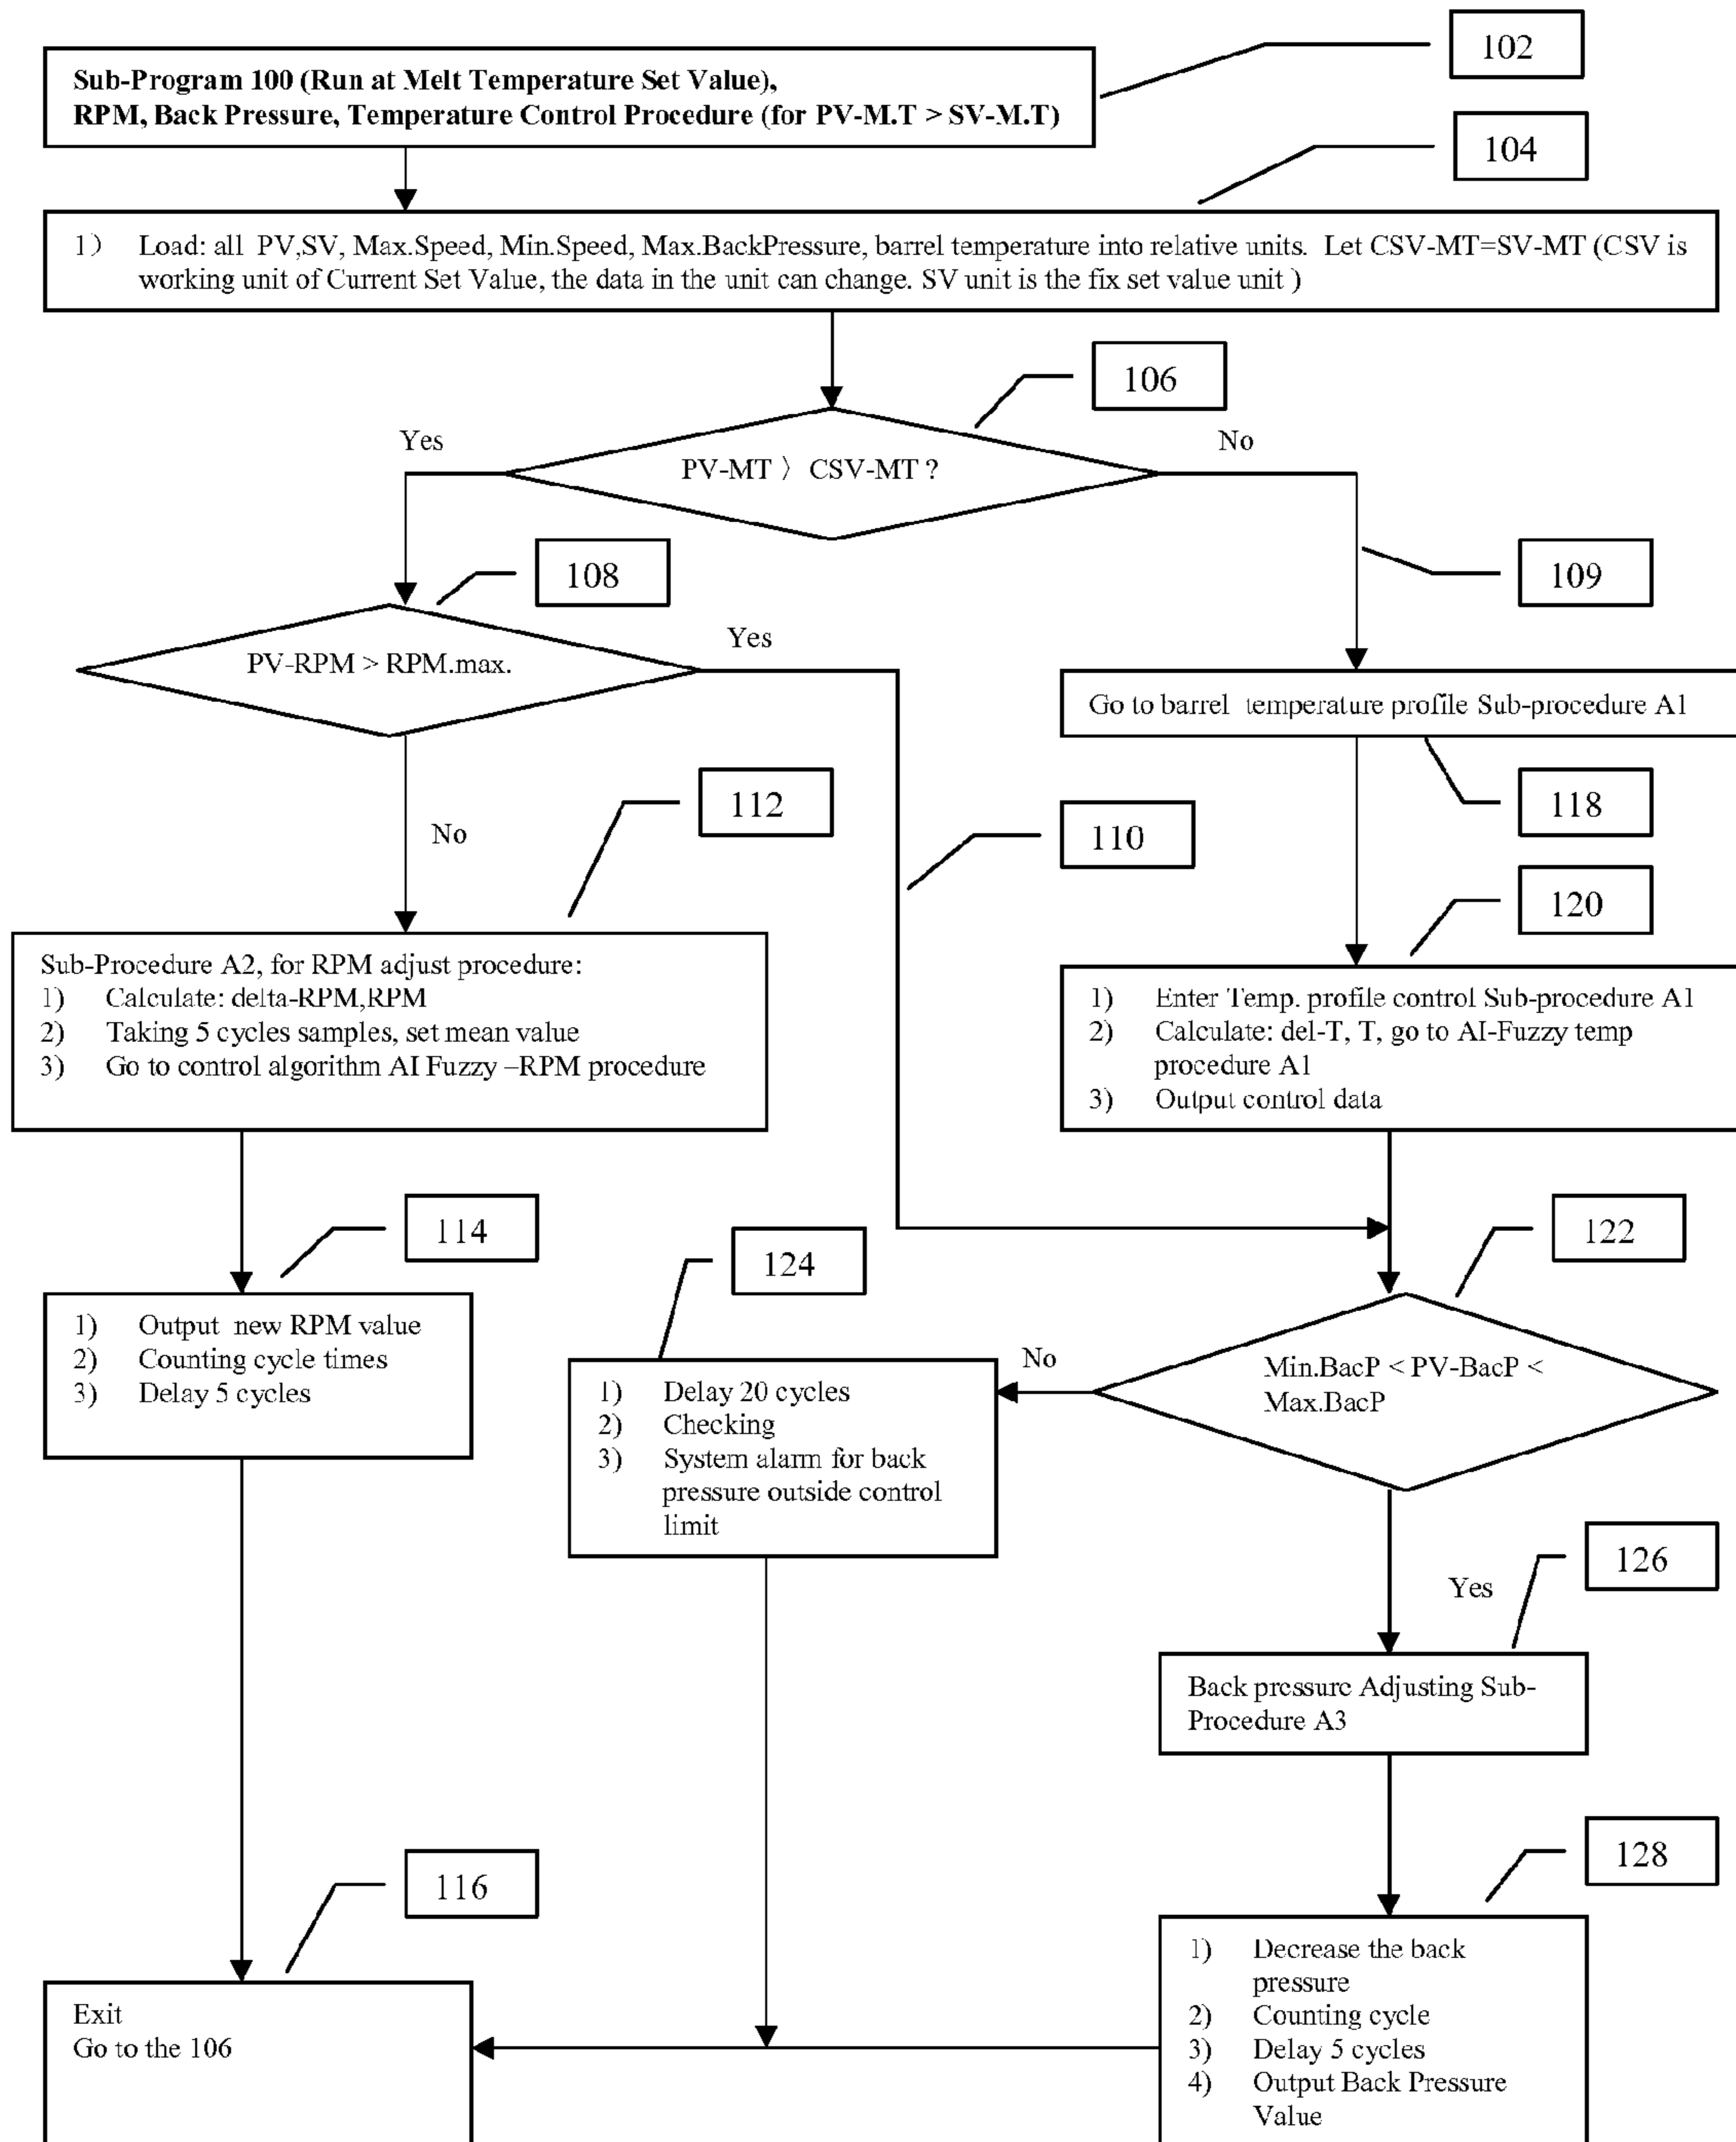 102
Sub-Program 100 (Run at Melt Temperature Set Value),
RPM, Back Pressure, Temperature Control Procedure (for PV-M.T > SV-M.T)
104
1) Load: all PV,SV, Max.Speed, Min.Speed, Max.BackPressure, barrel temperature into relative units. Let CSV-MT=SV-MT (CSV is
working unit of Current Set Value, the data in the unit can change. SV unit is the fix set value unit )
106
Yes
No
PV-MT 〉 CSV-MT ?
108
109
Yes
PV-RPM > RPM.max.
Go to barrel temperature profile Sub-procedure A1
112
118
No
110
120
Sub-Procedure A2, for RPM adjust procedure:
1) Calculate: delta-RPM,RPM
2) Taking 5 cycles samples, set mean value
3) Go to control algorithm AI Fuzzy –RPM procedure
1) Enter Temp. profile control Sub-procedure A1
2) Calculate: del-T, T, go to AI-Fuzzy temp
procedure A1
3) Output control data
114
124
122
1) Output new RPM value
2) Counting cycle times
3) Delay 5 cycles
No
Min.BacP < PV-BacP <
Max.BacP
1) Delay 20 cycles
2) Checking
3) System alarm for back
pressure outside control
limit
126
Yes
Back pressure Adjusting Sub-
Procedure A3
128
116
1) Decrease the back
pressure
2) Counting cycle
3) Delay 5 cycles
4) Output Back Pressure
Value
Exit
Go to the 106